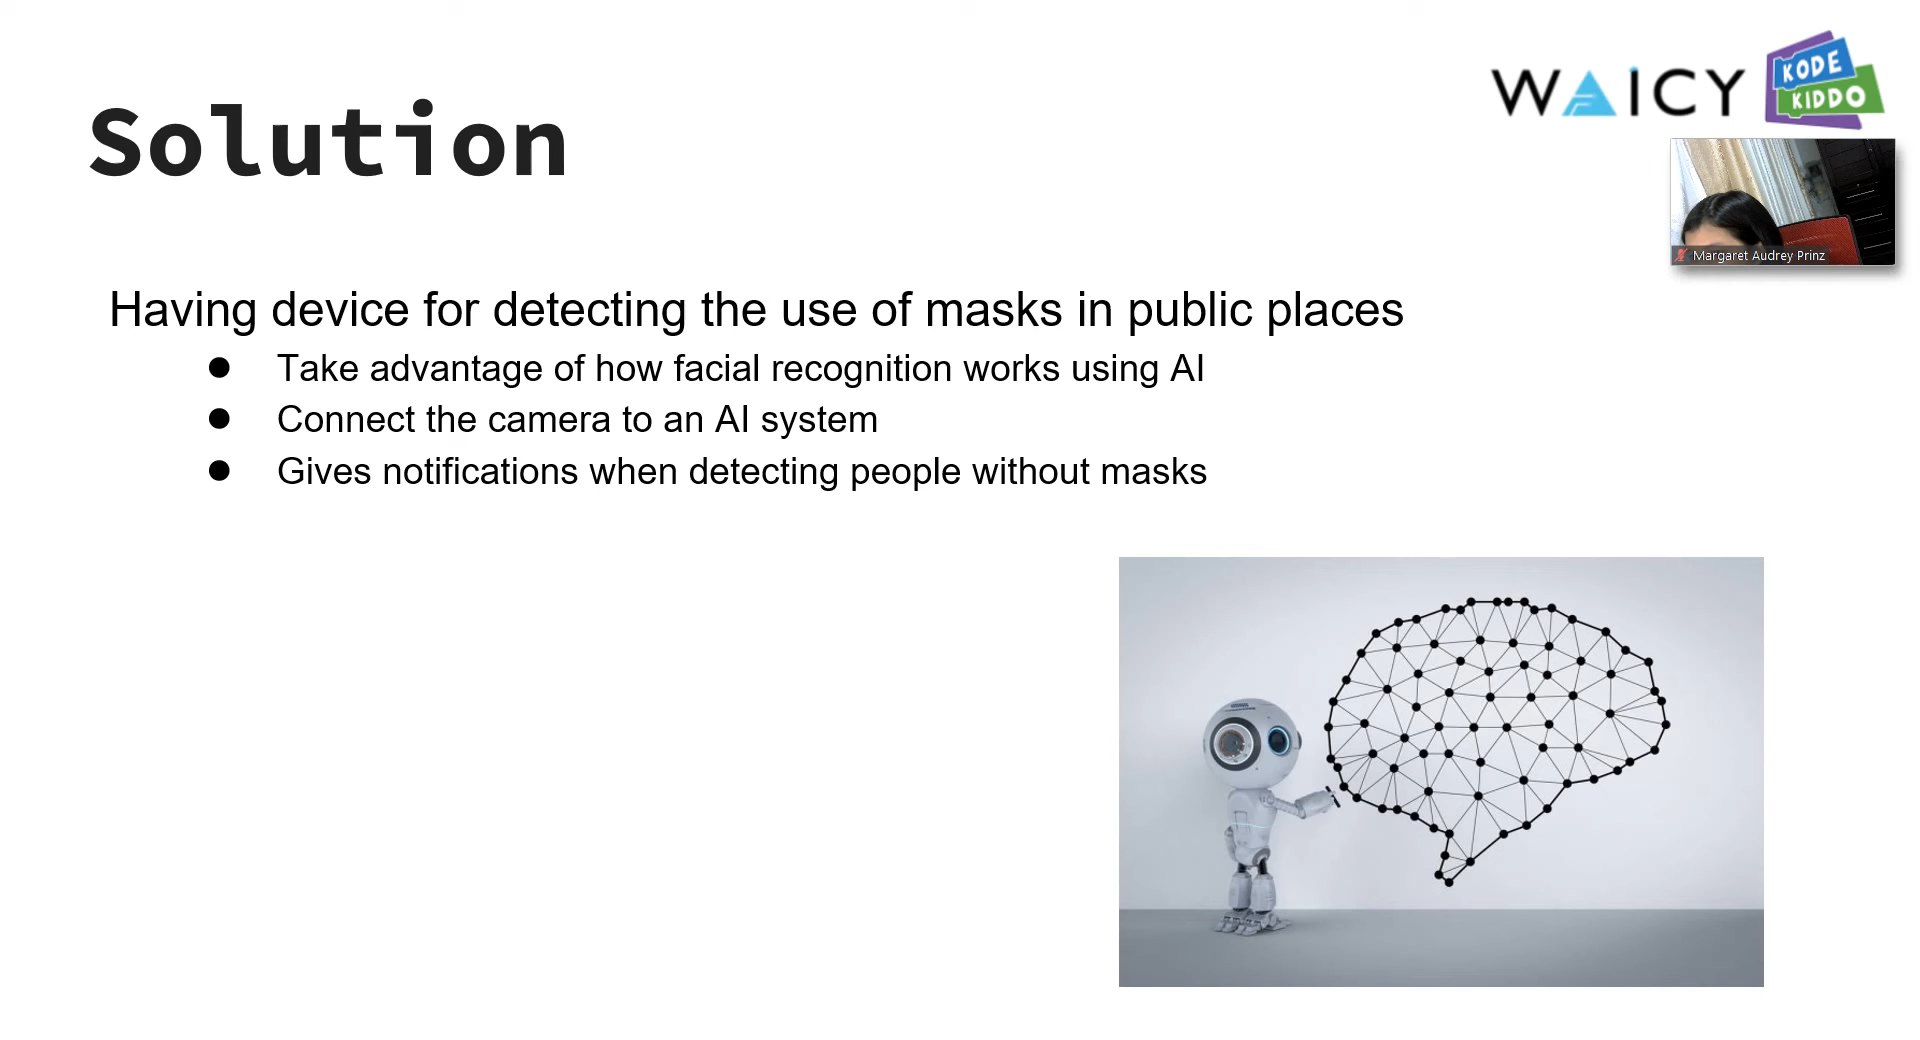 WAICY
KODE
KIDDO
Solution
Margaret Audrey Prinz
Having device for detecting the use of masks in public places
● Take advantage of how facial recognition works using AI
● Connect the camera to an AI system
● Gives notifications when detecting people without masks